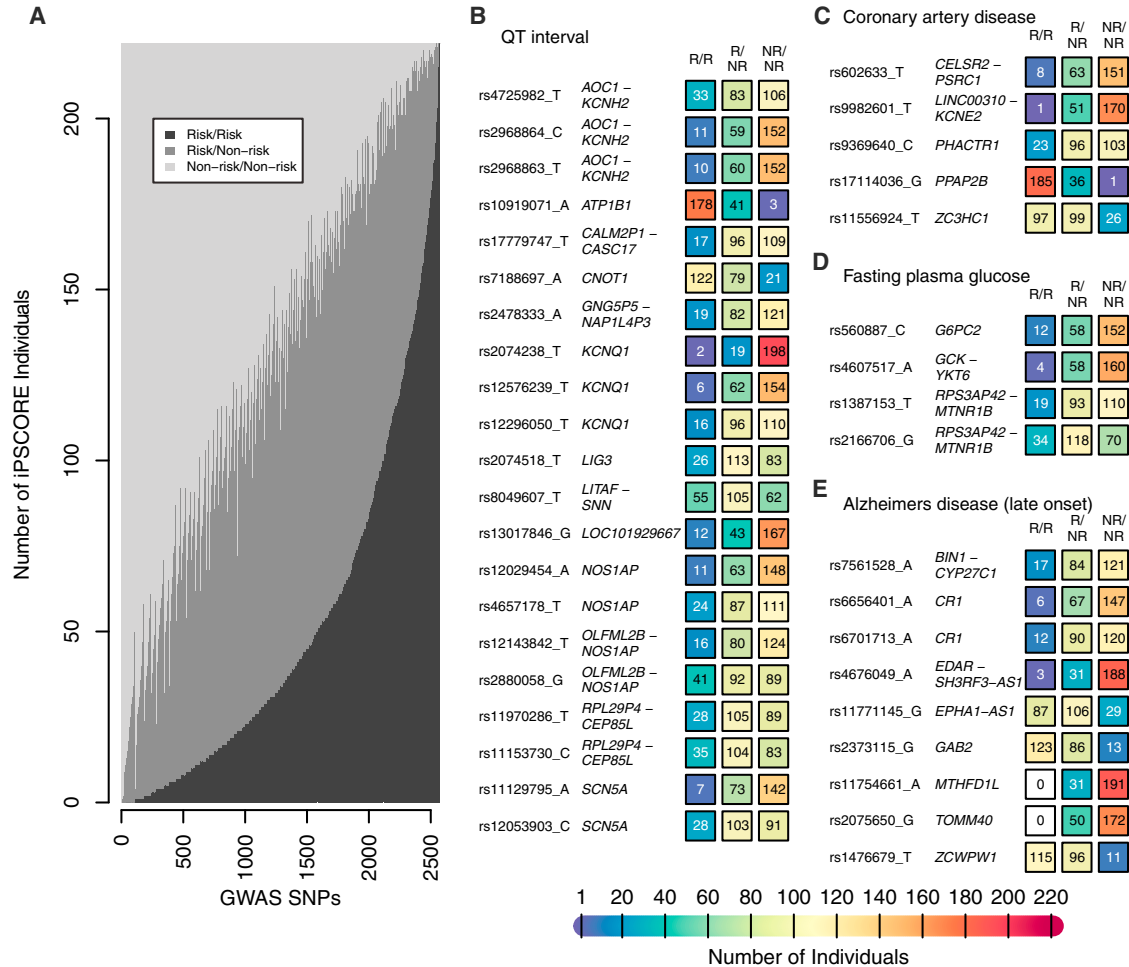 A
Number of iPSCORE Individuals
200
150
100
50
0
Risk/Risk
Risk/Non−risk
Non−risk/Non−risk
0
500
1000
1500
2000
2500
GWAS SNPs
B
QT interval
R/R R/ NR/
NR NR
rs4725982_T AOC1 − 33 83 106
KCNH2
rs2968864_C AOC1 − 11 59 152
KCNH2
rs2968863_T AOC1 − 10 60 152
KCNH2
rs10919071_A ATP1B1 178 41 3
rs17779747_T CALM2P1 − 17 96 109
CASC17
rs7188697_A CNOT1 122 79 21
rs2478333_A GNG5P5 − 19 82 121
NAP1L4P3
rs2074238_T KCNQ1 2 19 198
rs12576239_T KCNQ1 6 62 154
rs12296050_T KCNQ1 16 96 110
rs2074518_T LIG3 26 113 83
rs8049607_T LITAF − 55 105 62
SNN
rs13017846_G LOC101929667 12 43 167
rs12029454_A NOS1AP 11 63 148
rs4657178_T NOS1AP 24 87 111
rs12143842_T OLFML2B − 16 80 124
NOS1AP
rs2880058_G OLFML2B − 41 92 89
NOS1AP
rs11970286_T RPL29P4 − 28 105 89
CEP85L
rs11153730_C RPL29P4 − 35 104 83
CEP85L
rs11129795_A SCN5A 7 73 142
rs12053903_C SCN5A 28 103 91
C
Coronary artery disease
R/R R/ NR/
NR NR
rs602633_T CELSR2 − 8 63 151
PSRC1
rs9982601_T LINC00310 − 1 51 170
KCNE2
rs9369640_C PHACTR1 23 96 103
rs17114036_G PPAP2B 185 36 1
rs11556924_T ZC3HC1 97 99 26
D
Fasting plasma glucose
R/R R/ NR/
NR NR
rs560887_C G6PC2 12 58 152
rs4607517_A GCK − 4 58 160
YKT6
rs1387153_T RPS3AP42 − 19 93 110
MTNR1B
rs2166706_G RPS3AP42 − 34 118 70
MTNR1B
E
Alzheimers disease (late onset)
R/R R/ NR/
NR NR
rs7561528_A BIN1 − 17 84 121
CYP27C1
rs6656401_A CR1 6 67 147
rs6701713_A CR1 12 90 120
rs4676049_A EDAR − 3 31 188
SH3RF3−AS1
rs11771145_G EPHA1−AS1 87 106 29
rs2373115_G GAB2 123 86 13
rs11754661_A MTHFD1L 0 31 191
rs2075650_G TOMM40 0 50 172
rs1476679_T ZCWPW1 115 96 11
1 20 40 60 80 100 120 140 160 180 200 220
Number of Individuals